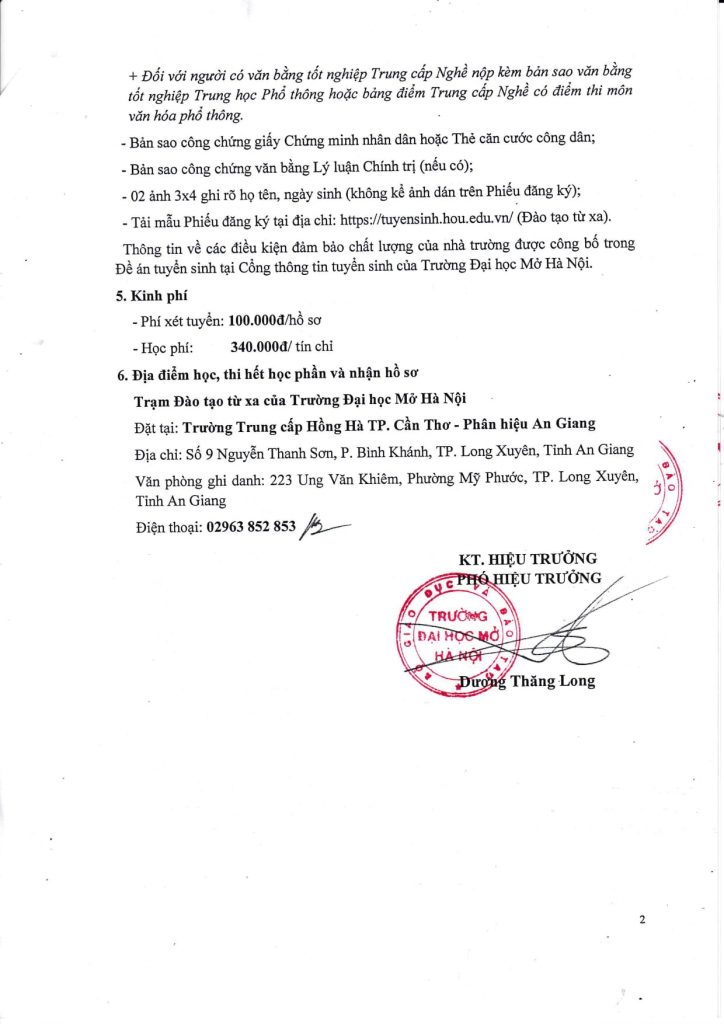 + Đối với người có văn bằng tốt nghiệp Trung cấp Nghề nộp kèm bản sao văn bằng
tốt nghiệp Trung học Phổ thông hoặc bảng điểm Trung cấp Nghề có điểm thi môn
văn hóa phổ thông.
- Bản sao công chứng giấy Chứng minh nhân dân hoặc Thẻ căn cước công dân;
- Bản sao công chứng văn bằng Lý luận Chính trị (nếu có);
- 02 ảnh 3x4 ghi rõ họ tên, ngày sinh (không kể ảnh dán trên Phiếu đăng ký);
- Tải mẫu Phiếu đăng ký tại địa chỉ: https://tuyensinh.hou.edu.vn/ (Đào tạo từ xa).
Thông tin về các điều kiện đảm bảo chất lượng của nhà trường được công bố trong
Đề án tuyển sinh tại Cổng thông tin tuyển sinh của Trường Đại học Mở Hà Nội.
5. Kinh phí
- Phí xét tuyển: 100.000đ/hồ sơ
- Học phí: 340.000đ/ tín chỉ
6. Địa điểm học, thi hết học phần và nhận hồ sơ
Trạm Đào tạo từ xa của Trường Đại học Mở Hà Nội
Đặt tại: Trường Trung cấp Hồng Hà TP. Cần Thơ - Phân hiệu An Giang
Địa chỉ: Số 9 Nguyễn Thanh Sơn, P. Bình Khánh, TP. Long Xuyên, Tỉnh An Giang
Văn phòng ghi danh: 223 Ung Văn Khiêm, Phường Mỹ Phước, TP. Long Xuyên,
Tỉnh An Giang
Điện thoại: 02963 852 853
KT. HIỆU TRƯỞNG
PHÓ HIỆU TRƯỞNG
GIÁO DỤC VÀ ĐÀO TẠO
TRƯỜNG
ĐẠI HỌC MỞ
HÀ NỘI
Dương Thăng Long
2